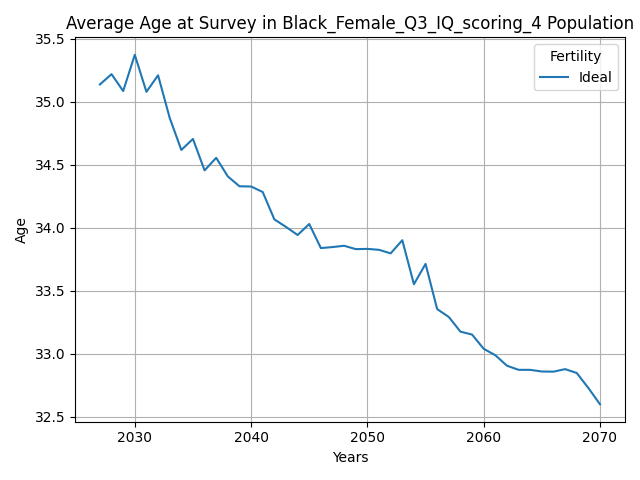 Average Age at Survey in Black_Female_Q3_IQ_scoring_4 Population
35.5
35.0
34.5
34.0
33.5
33.0
32.5
Age
Fertility
Ideal
2030 2040 2050 2060 2070
Years